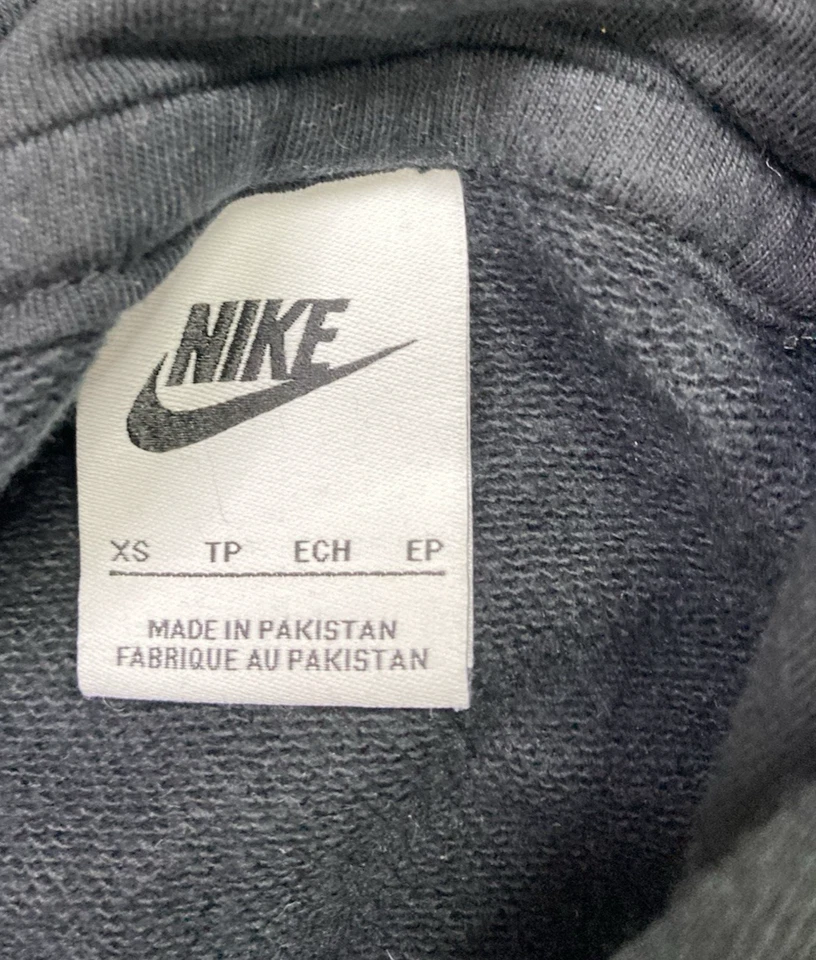 NIKE
XS TP ECH EP
MADE IN PAKISTAN
FABRIQUE AU PAKISTAN